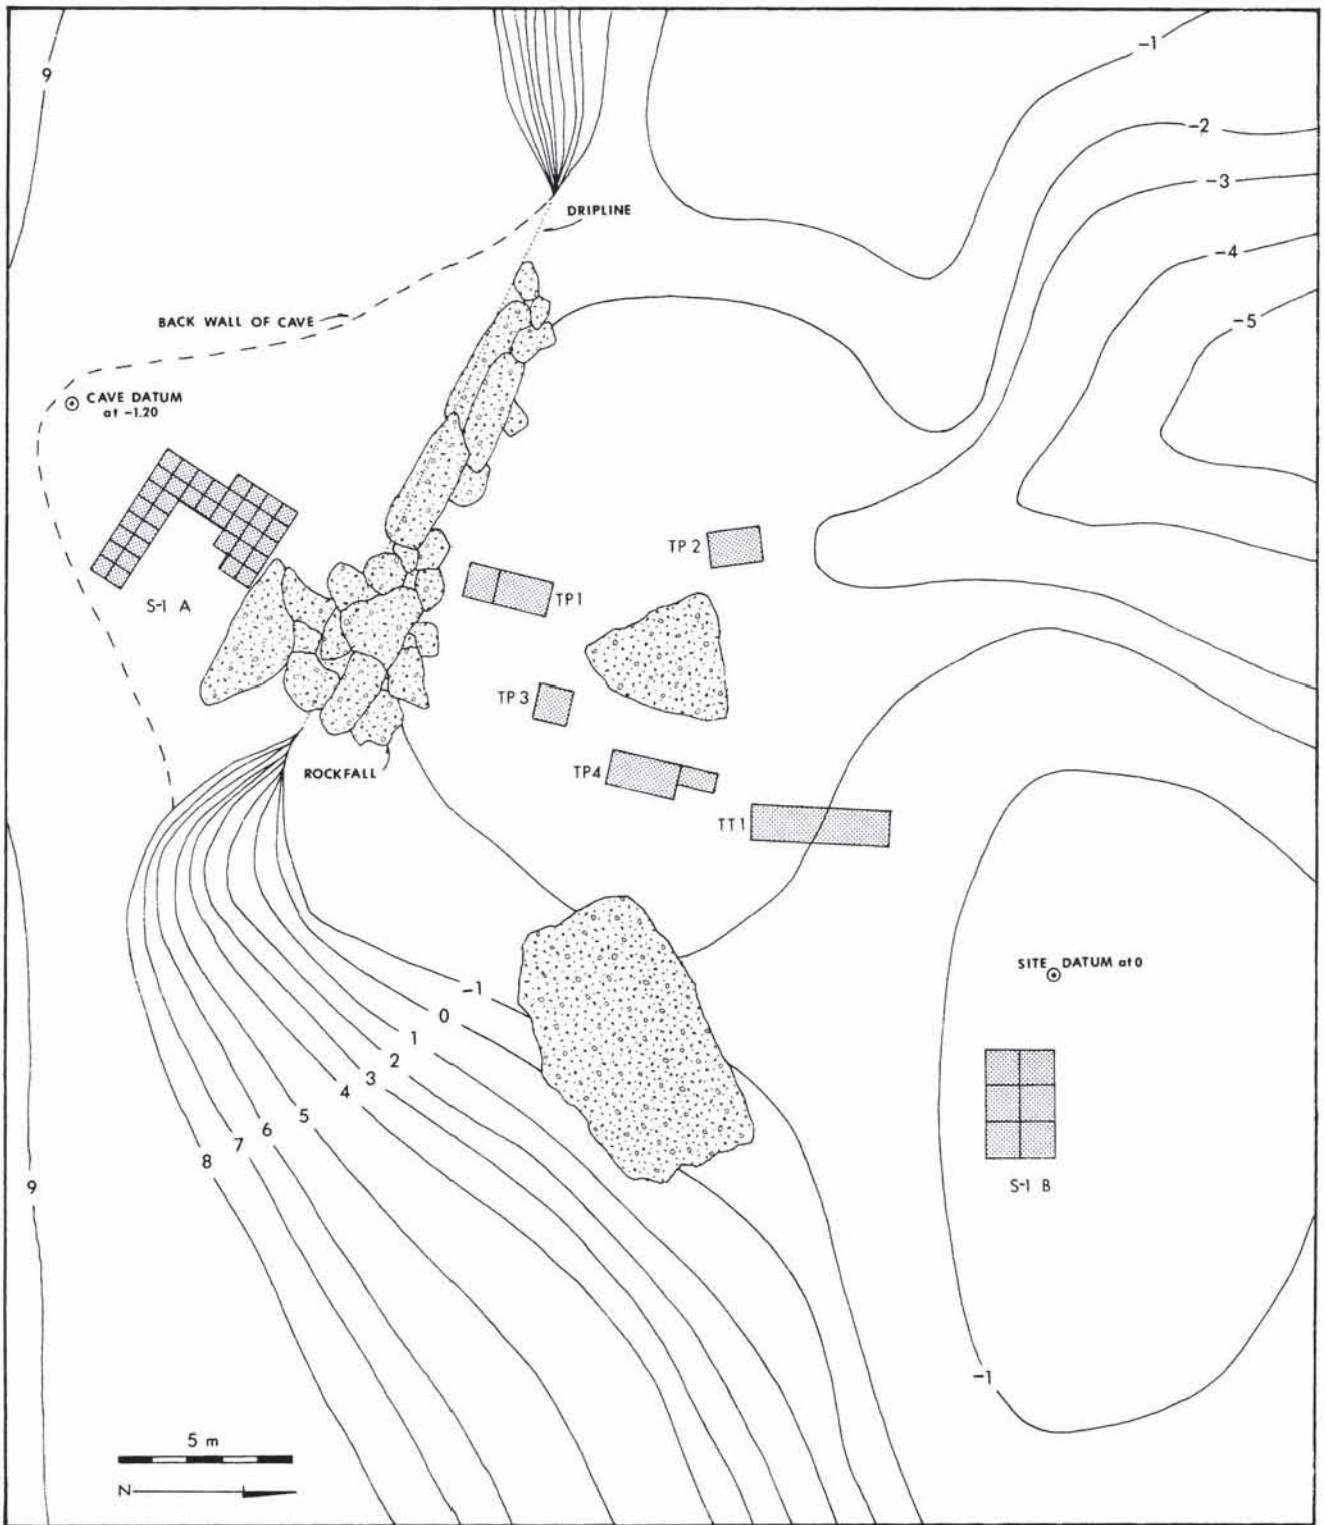 9
-1
-2
-3
DRIPLINE
-4
BACK WALL OF CAVE
-5
CAVE DATUM
at -1.20
TP 2
S-1 A
TP 1
TP 3
ROCKFALL
TP4
TT 1
SITE DATUM at 0
-1
0
1
2
3
4
5
6
7
8
9
S-1 B
-1
5 m
N